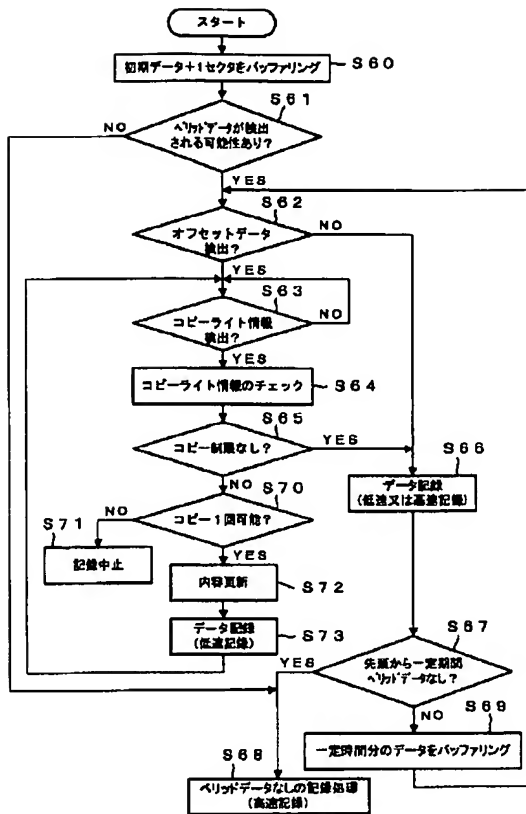 スタート
初期データ+1セクタをバッファリング
S60
S61
NO
ベリッドデータが検出
される可能性あり?
YES
S62
NO
オフセットデータ
検出?
YES
S63
NO
コピーライト情報
検出?
YES
コピーライト情報のチェック
S64
S65
YES
コピー制限なし?
S66
NO
データ記録
(低速又は高速記録)
S70
NO
コピー1回可能?
S71
記録中止
YES
内容更新
S72
データ記録
(低速記録)
S73
S67
YES
先頭から一定期間
ベリッドデータなし?
NO
S69
一定時間分のデータをバッファリング
S68
ベリッドデータなしの記録処理
(高速記録)